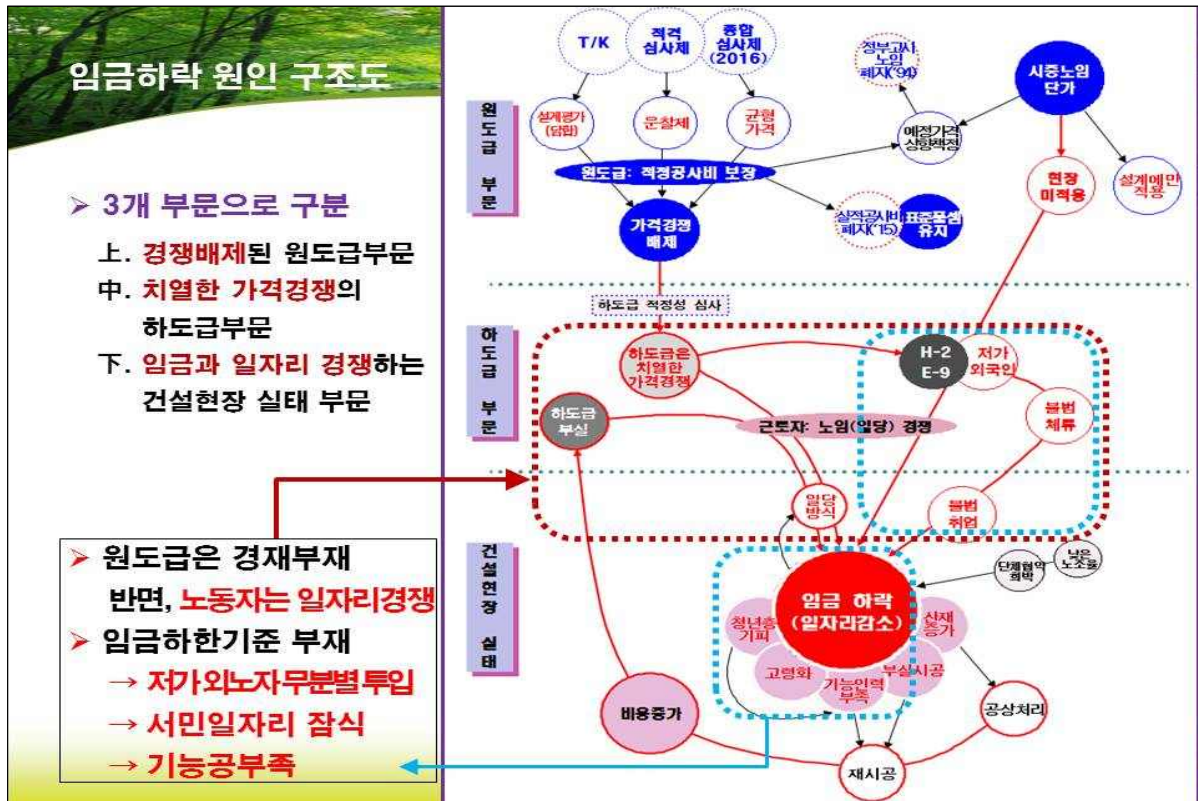 임금하락 원인 구조도
➢ 3개 부문으로 구분
上. 경쟁배제된 원도급부문
中. 치열한 가격경쟁의
하도급부문
下. 임금과 일자리 경쟁하는
건설현장 실태 부문
➢ 원도급은 경재부재
반면, 노동자는 일자리경쟁
➢ 임금하한기준 부재
→ 저가 외노자 무분별 투입
→ 서민일자리 잠식
→ 기능공부족
원도급 부문
T/K
적격
심사제
종합
심사제
(2016)
정부고시
노임
폐지('94)
시중노임
단가
설계평가
(담합)
운찰제
균형
가격
예정가격
상향책정
원도급: 적정공사비 보장
현장
미적용
설계에만
적용
가격경쟁
배제
실적공사비
폐지('15)
표준품셈
유지
하도급 적정성 심사
하도급 부문
하도급은
치열한
가격경쟁
H-2
E-9
저가
외국인
하도급
부실
근토자: 노임(일당) 경쟁
불법
체류
일당
방식
불법
취업
건설현장 실태
단체협약
희박
낮은
노조률
임금 하락
(일자리감소)
청년층
기피
산재
증가
고령화
기능인력
부족
부실시공
비용증가
공상처리
재시공